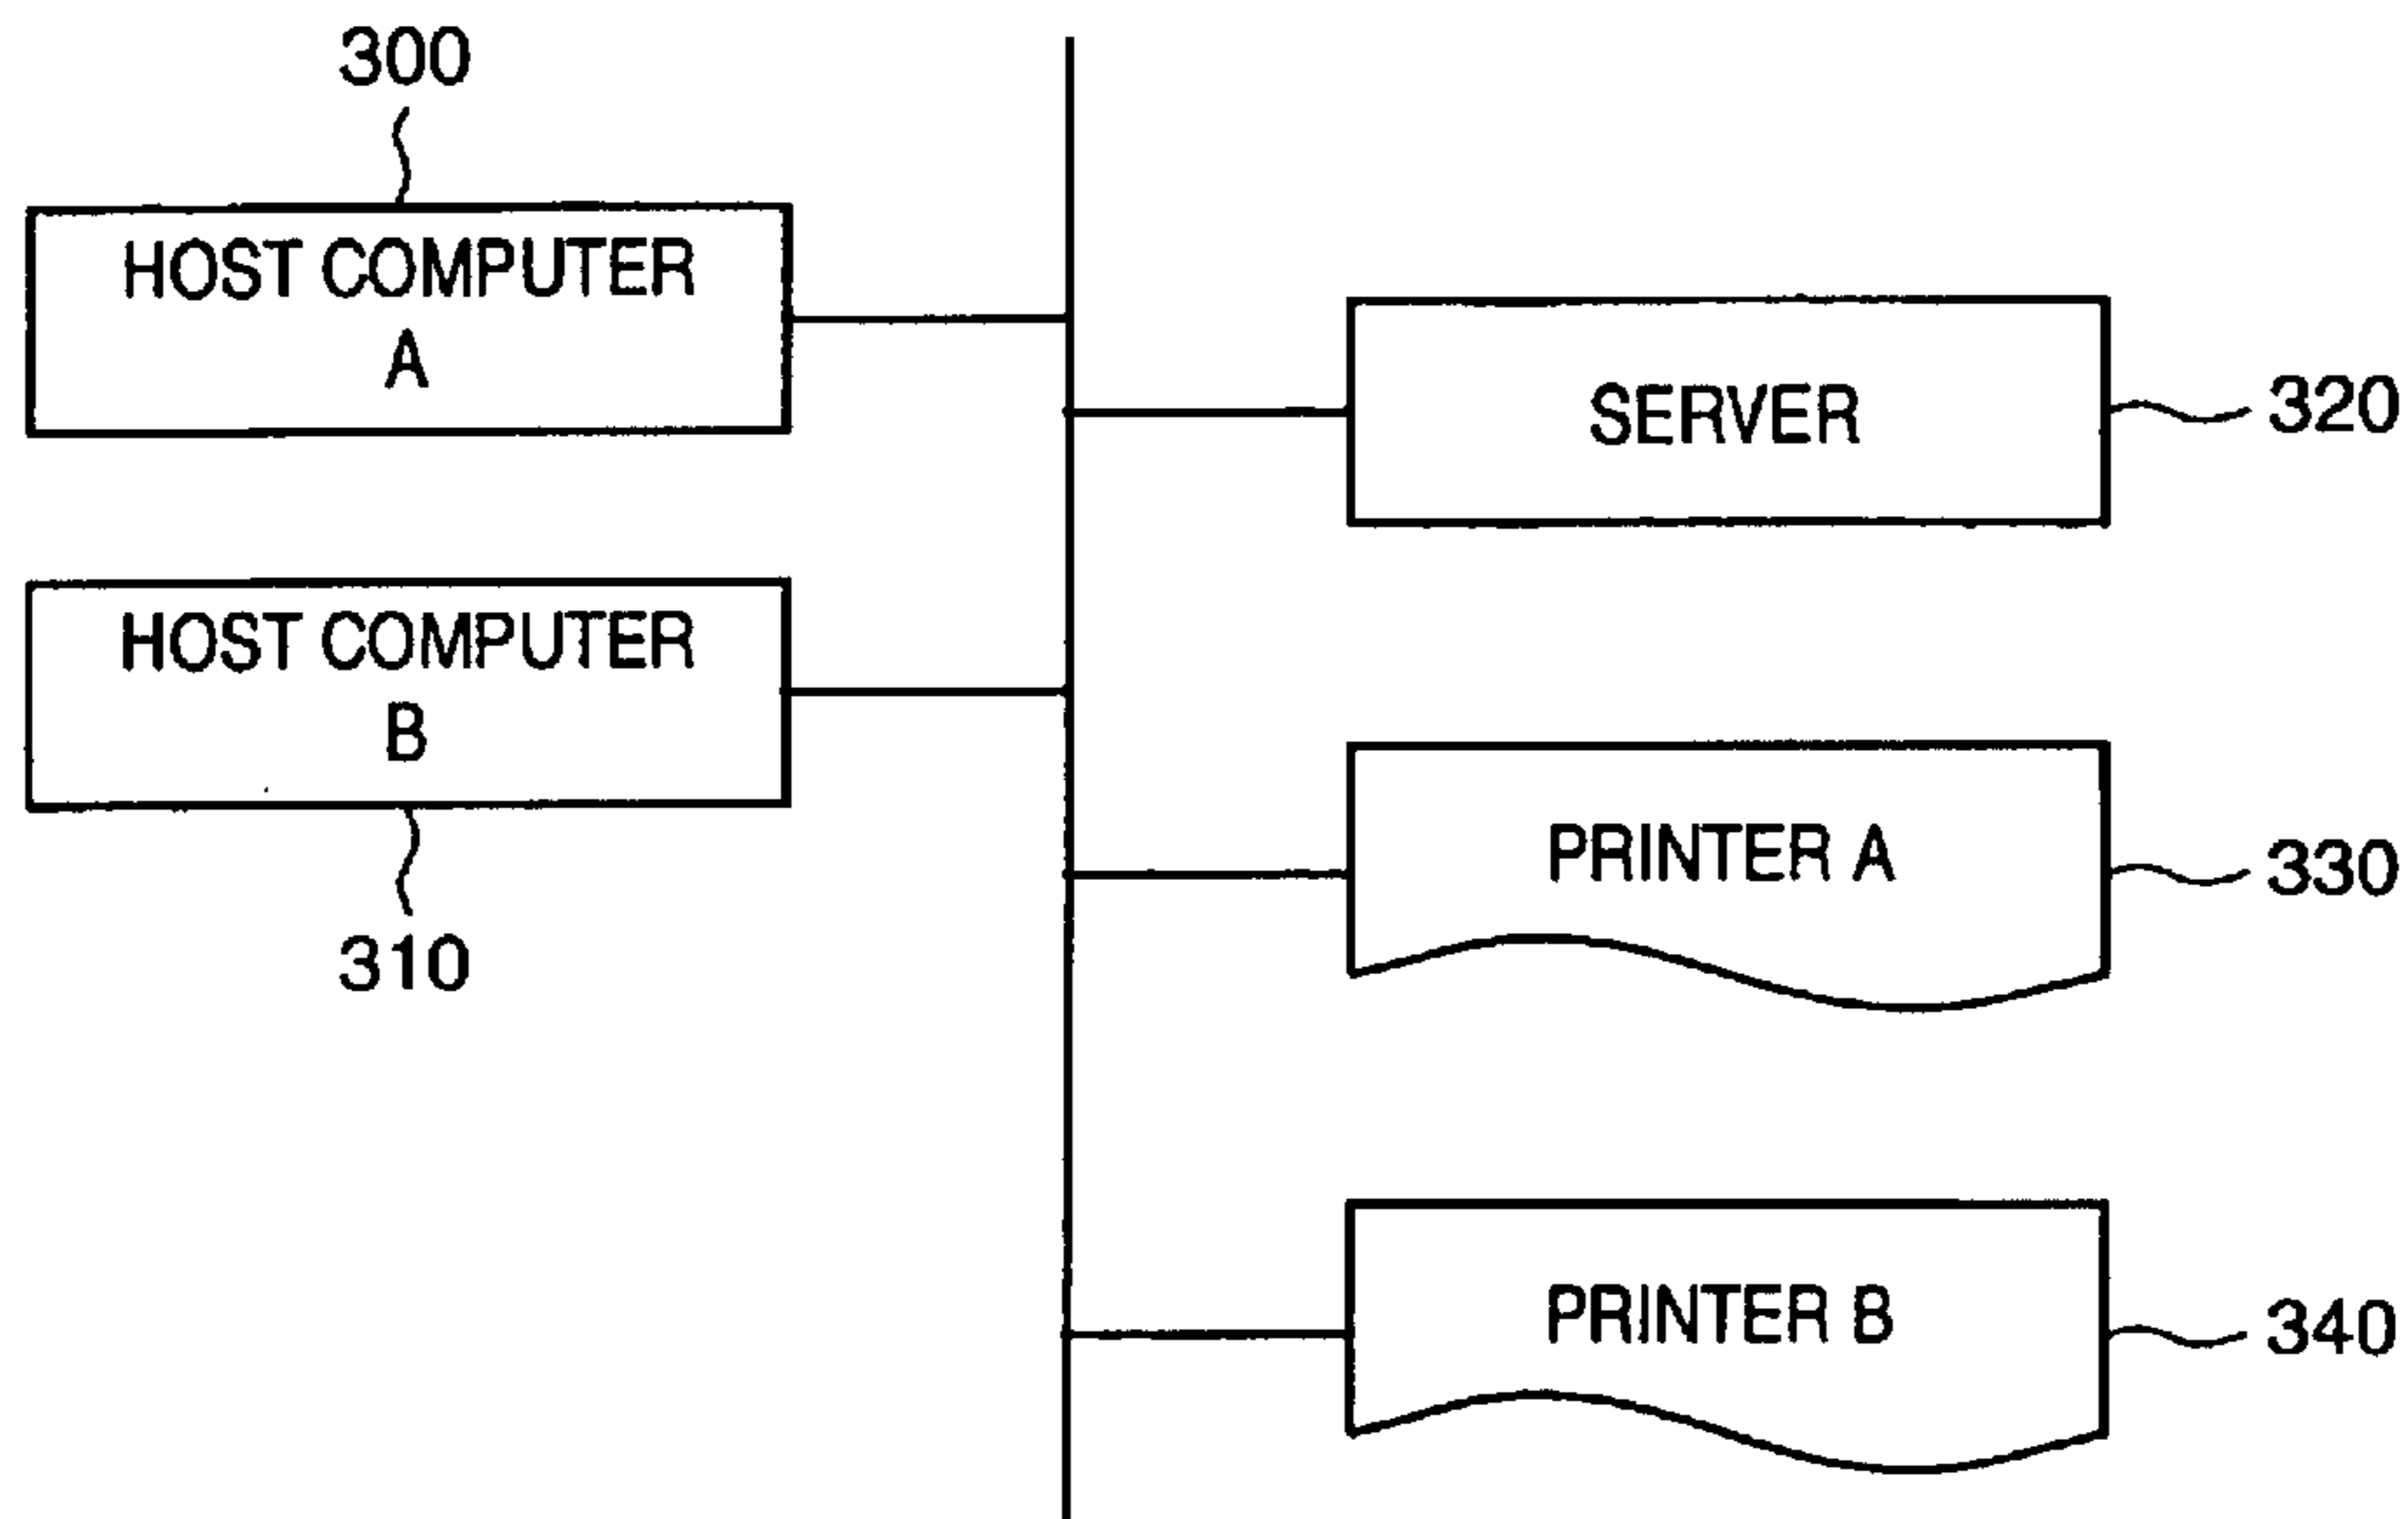 300
HOST COMPUTER
A
HOST COMPUTER
B
310
SERVER
320
PRINTER A
330
PRINTER B
340